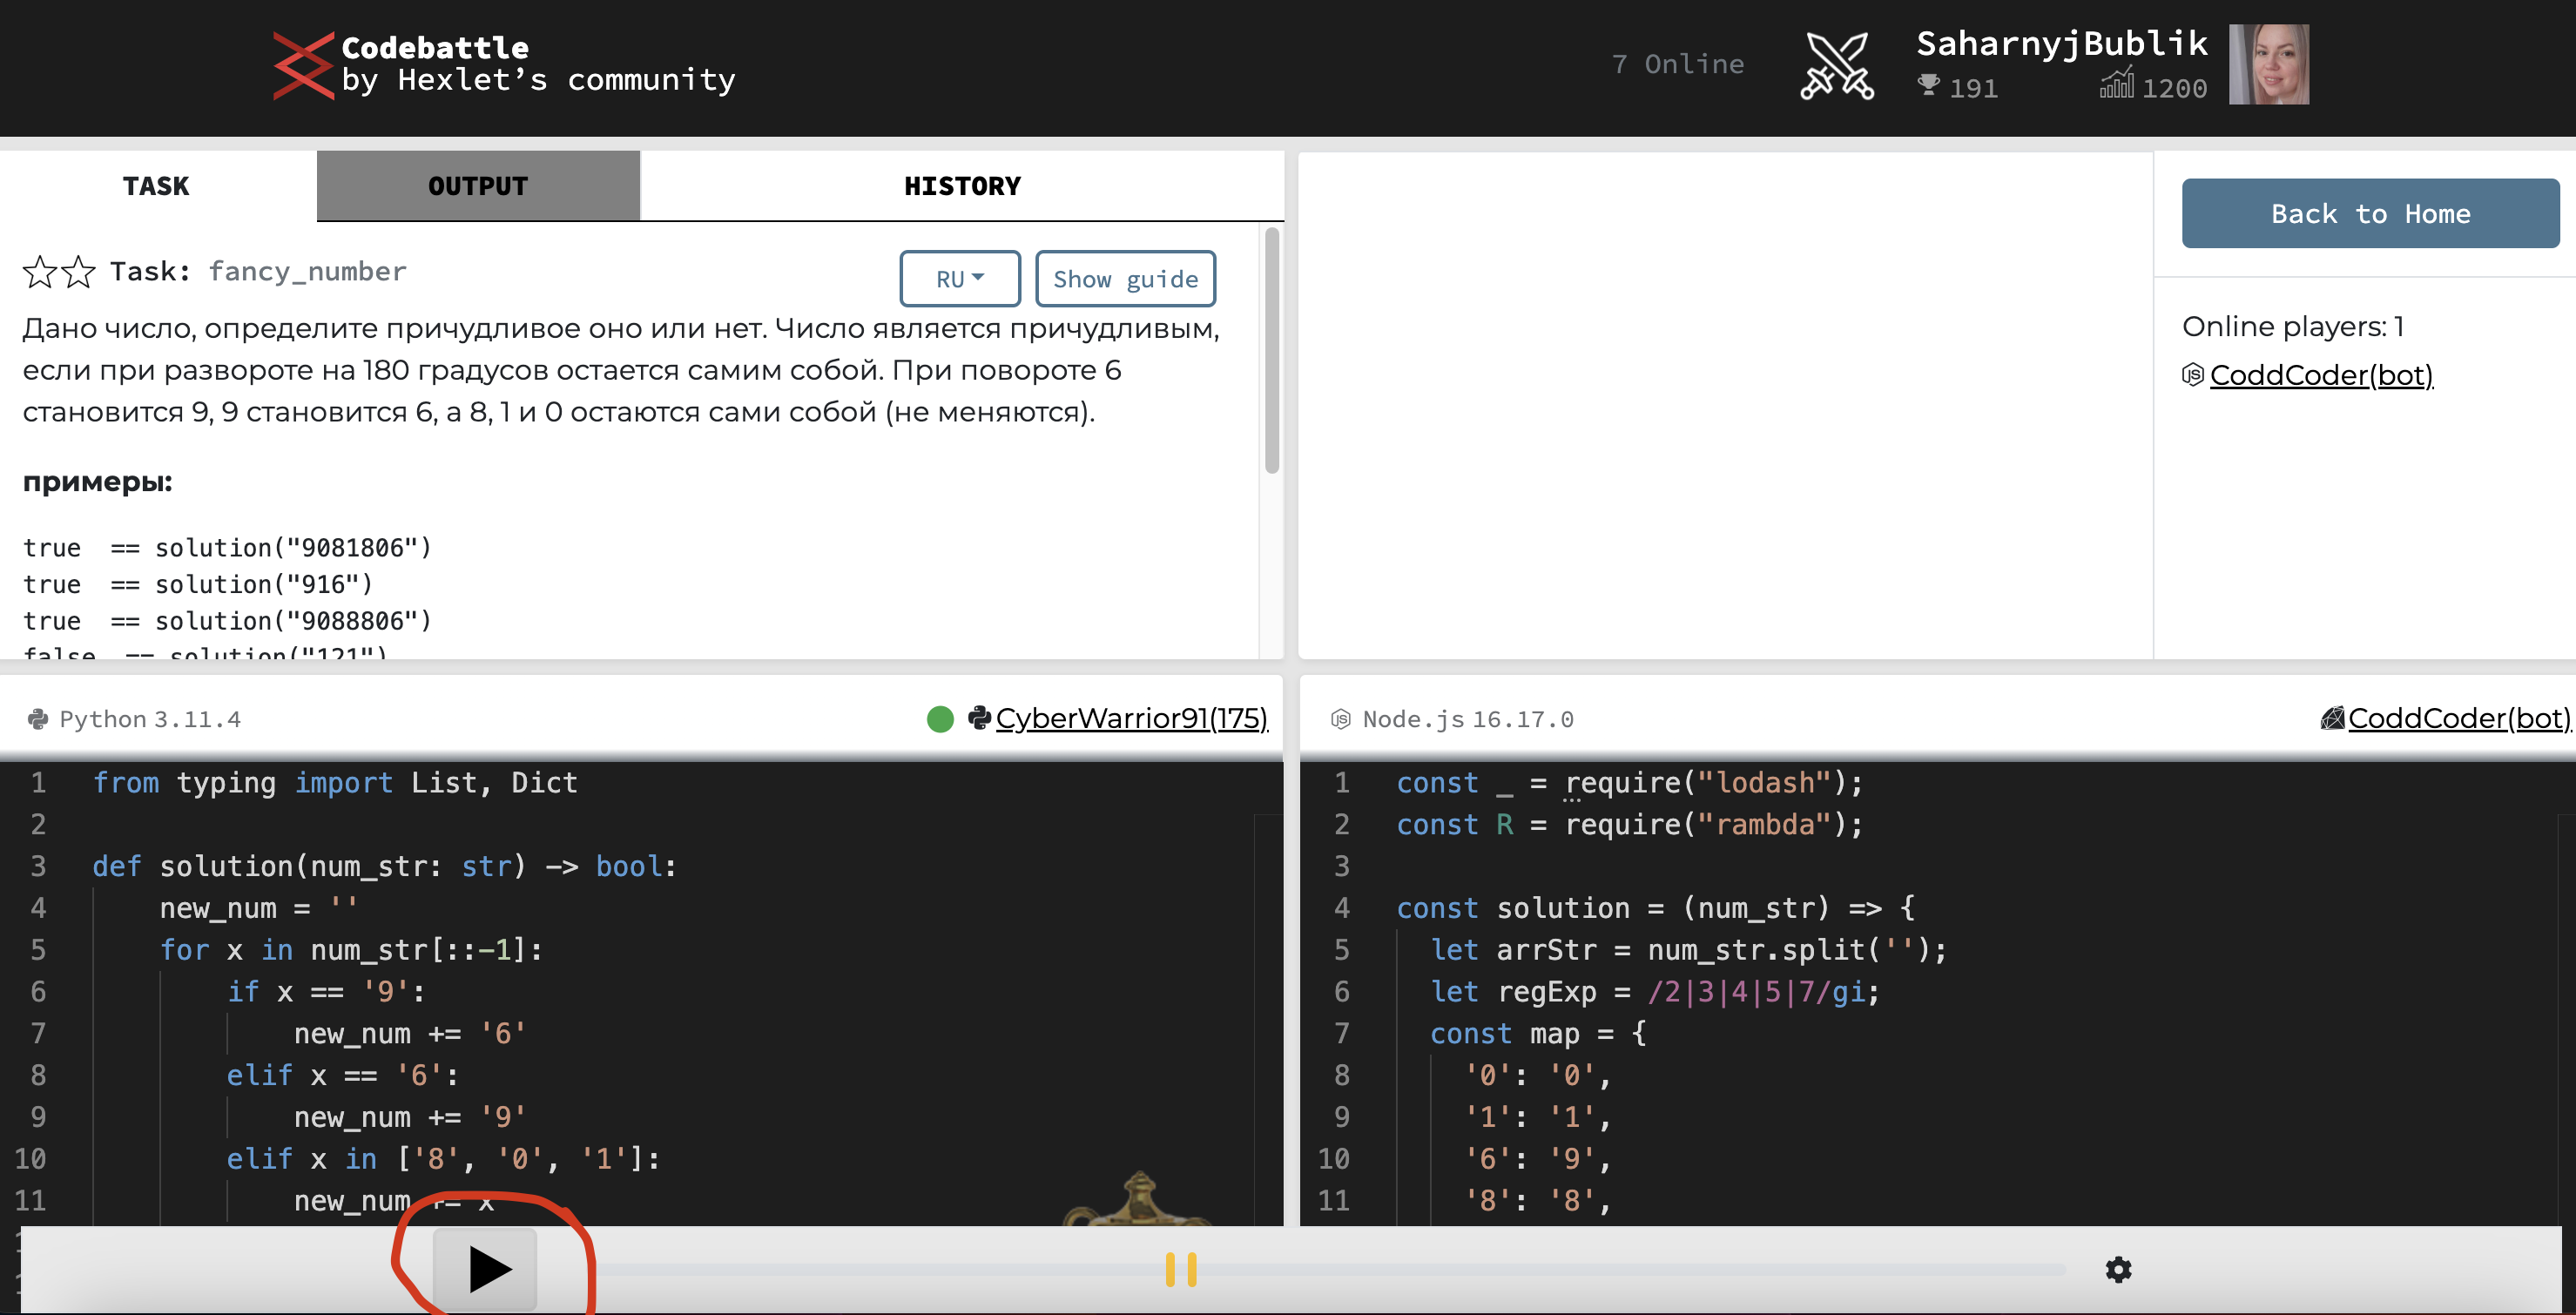 Codebattle
by Hexlet’s community
7 Online
SaharnyjBublik
191
1200
TASK
OUTPUT
HISTORY
Back to Home
Task: fancy_number
RU
Show guide
Дано число, определите причудливое оно или нет. Число является причудливым,
если при развороте на 180 градусов остается самим собой. При повороте 6
становится 9, 9 становится 6, а 8, 1 и 0 остаются сами собой (не меняются).
примеры:
true  == solution("9081806")
true  == solution("916")
true  == solution("9088806")
false  == solution("121")
Online players: 1
CoddCoder(bot)
Python 3.11.4
CyberWarrior91(175)
1 from typing import List, Dict
2
3 def solution(num_str: str) -> bool:
4 new_num = ''
5 for x in num_str[::-1]:
6 if x == '9':
7 new_num += '6'
8 elif x == '6':
9 new_num += '9'
10 elif x in ['8', '0', '1']:
11 new_num += x
Node.js 16.17.0
CoddCoder(bot)
1 const _ = require("lodash");
2 const R = require("rambda");
3
4 const solution = (num_str) => {
5 let arrStr = num_str.split('');
6 let regExp = /2|3|4|5|7/gi;
7 const map = {
8 '0': '0',
9 '1': '1',
10 '6': '9',
11 '8': '8',